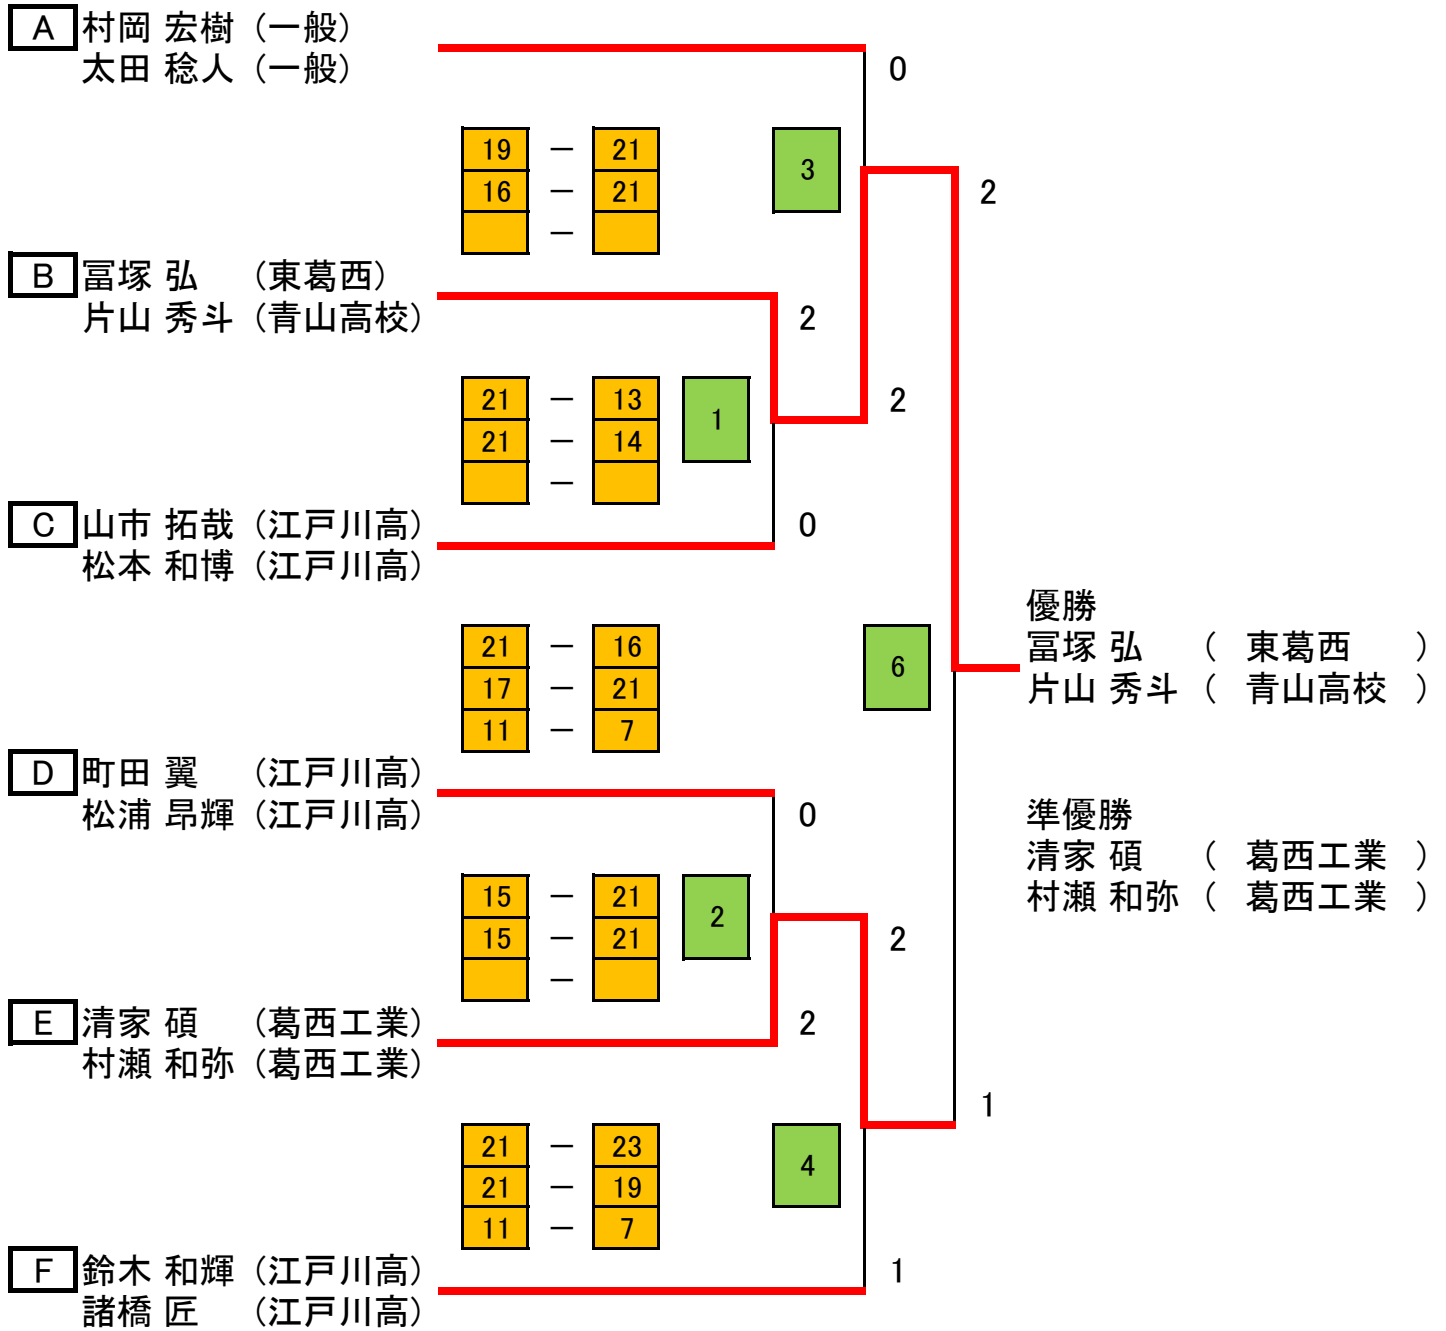 A 村岡 宏樹 (一般)
太田 稔人 (一般)
0
19 － 21
16 － 21
－
3
2
B 冨塚 弘 (東葛西)
片山 秀斗 (青山高校)
2
21 － 13
21 － 14
－
1
2
C 山市 拓哉 (江戸川高)
松本 和博 (江戸川高)
0
21 － 16
17 － 21
11 － 7
6
優勝
冨塚 弘 ( 東葛西 )
片山 秀斗 ( 青山高校 )
D 町田 翼 (江戸川高)
松浦 昂輝 (江戸川高)
0
準優勝
清家 碩 ( 葛西工業 )
村瀬 和弥 ( 葛西工業 )
15 － 21
15 － 21
－
2
2
E 清家 碩 (葛西工業)
村瀬 和弥 (葛西工業)
2
1
21 － 23
21 － 19
11 － 7
4
F 鈴木 和輝 (江戸川高)
諸橋 匠 (江戸川高)
1